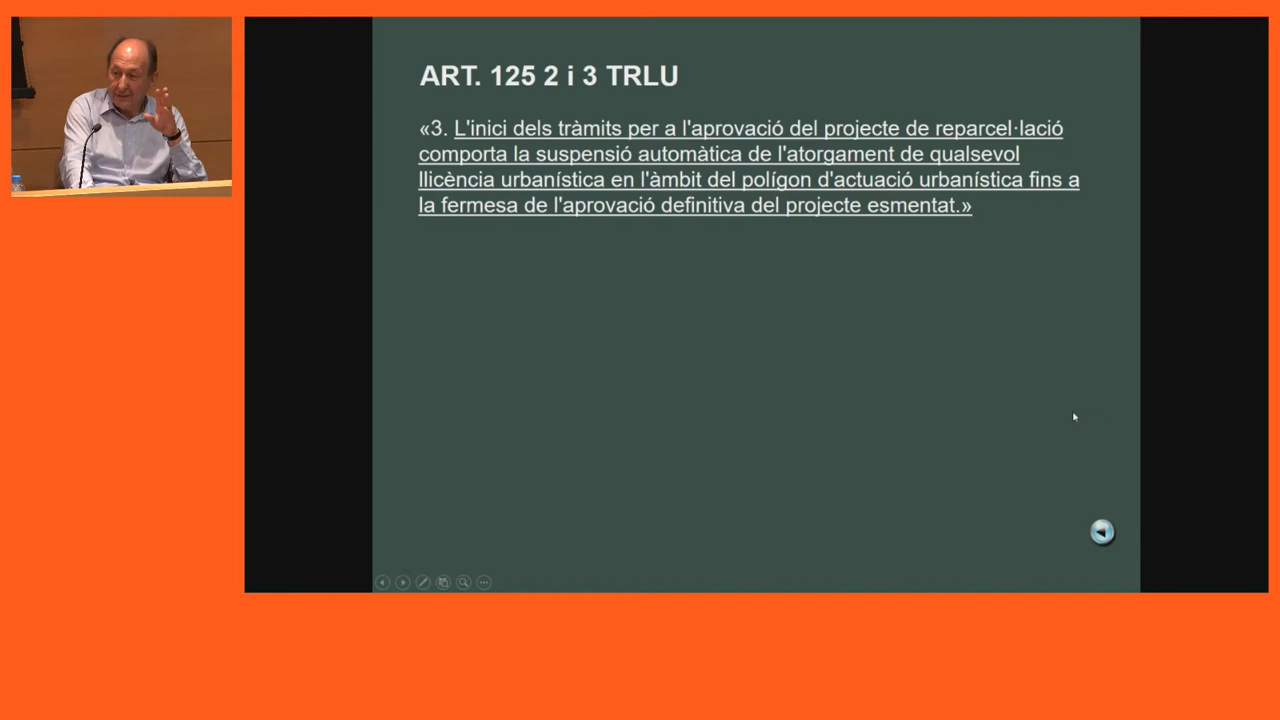 ART. 125 2 i 3 TRLU
«3. L'inici dels tràmits per a l'aprovació del projecte de reparcel·lació
comporta la suspensió automàtica de l'atorgament de qualsevol
llicència urbanística en l'àmbit del polígon d'actuació urbanística fins a
la fermesa de l'aprovació definitiva del projecte esmentat.»